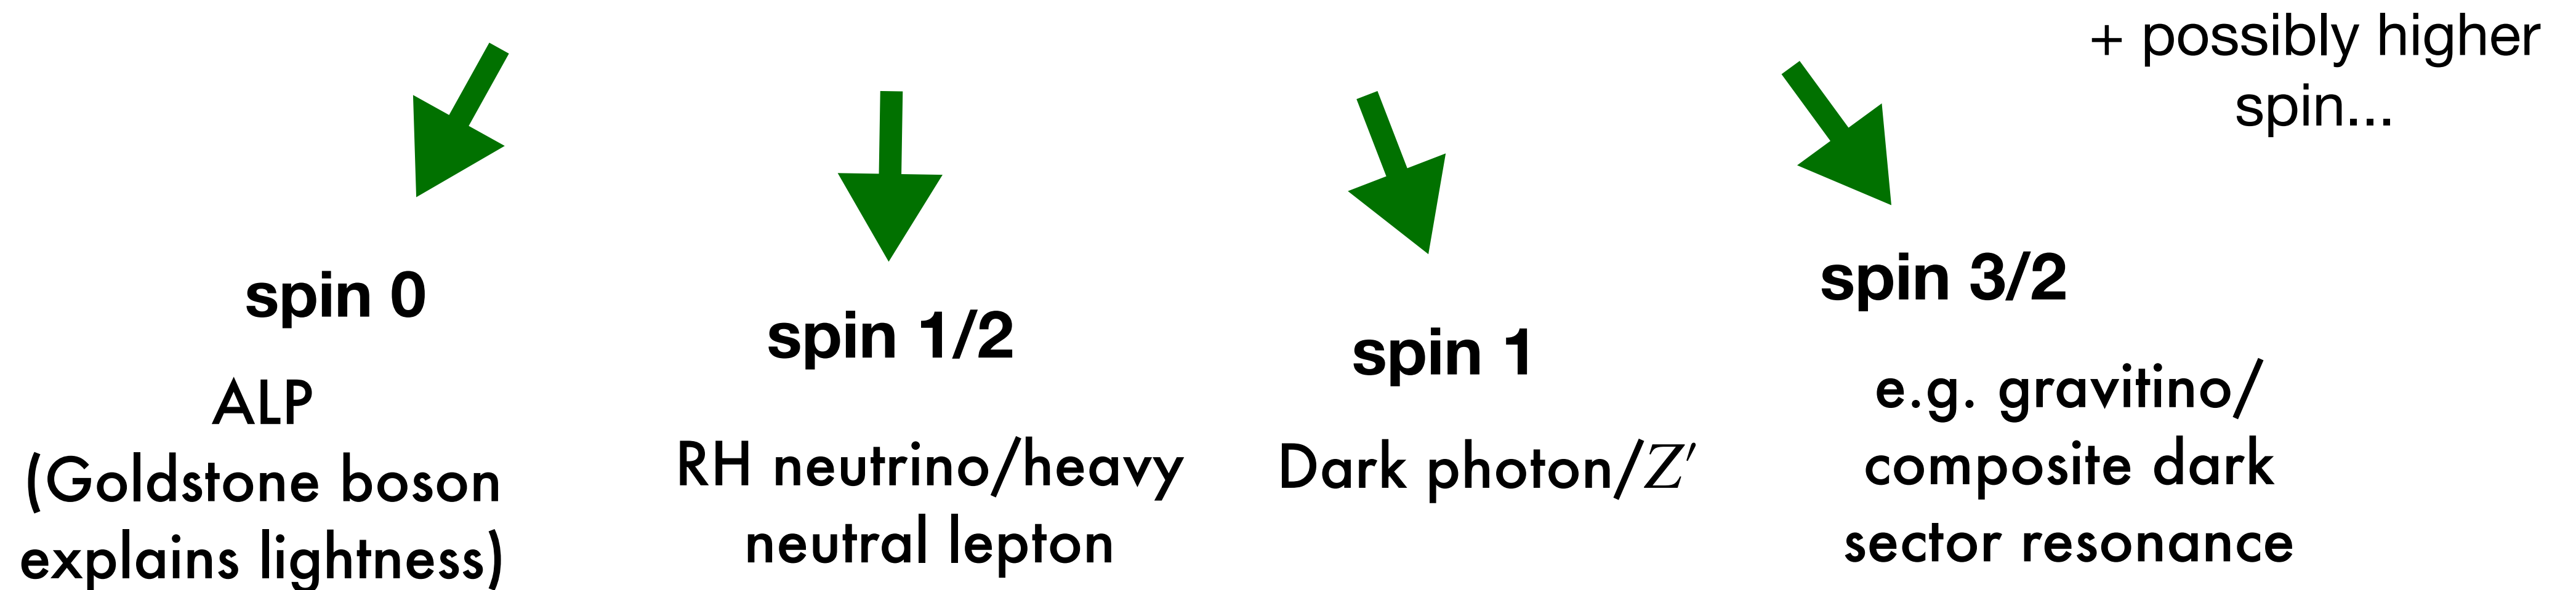 + possibly higher
spin...
spin 0
ALP
(Goldstone boson
explains lightness)
spin 1/2
RH neutrino/heavy
neutral lepton
spin 1
Dark photon/Z′
spin 3/2
e.g. gravitino/
composite dark
sector resonance